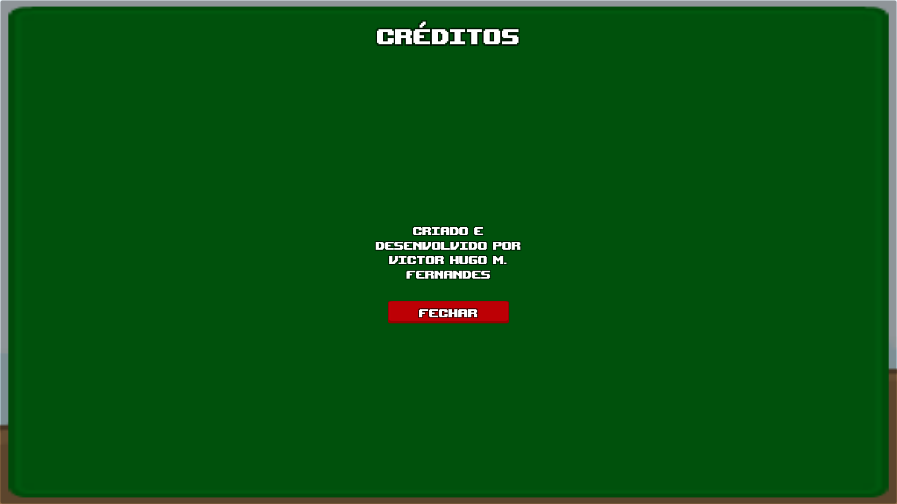 CRÉDITOS
CRIADO E
DESENVOLVIDO POR
VICTOR HUGO M.
FERNANDES
FECHAR